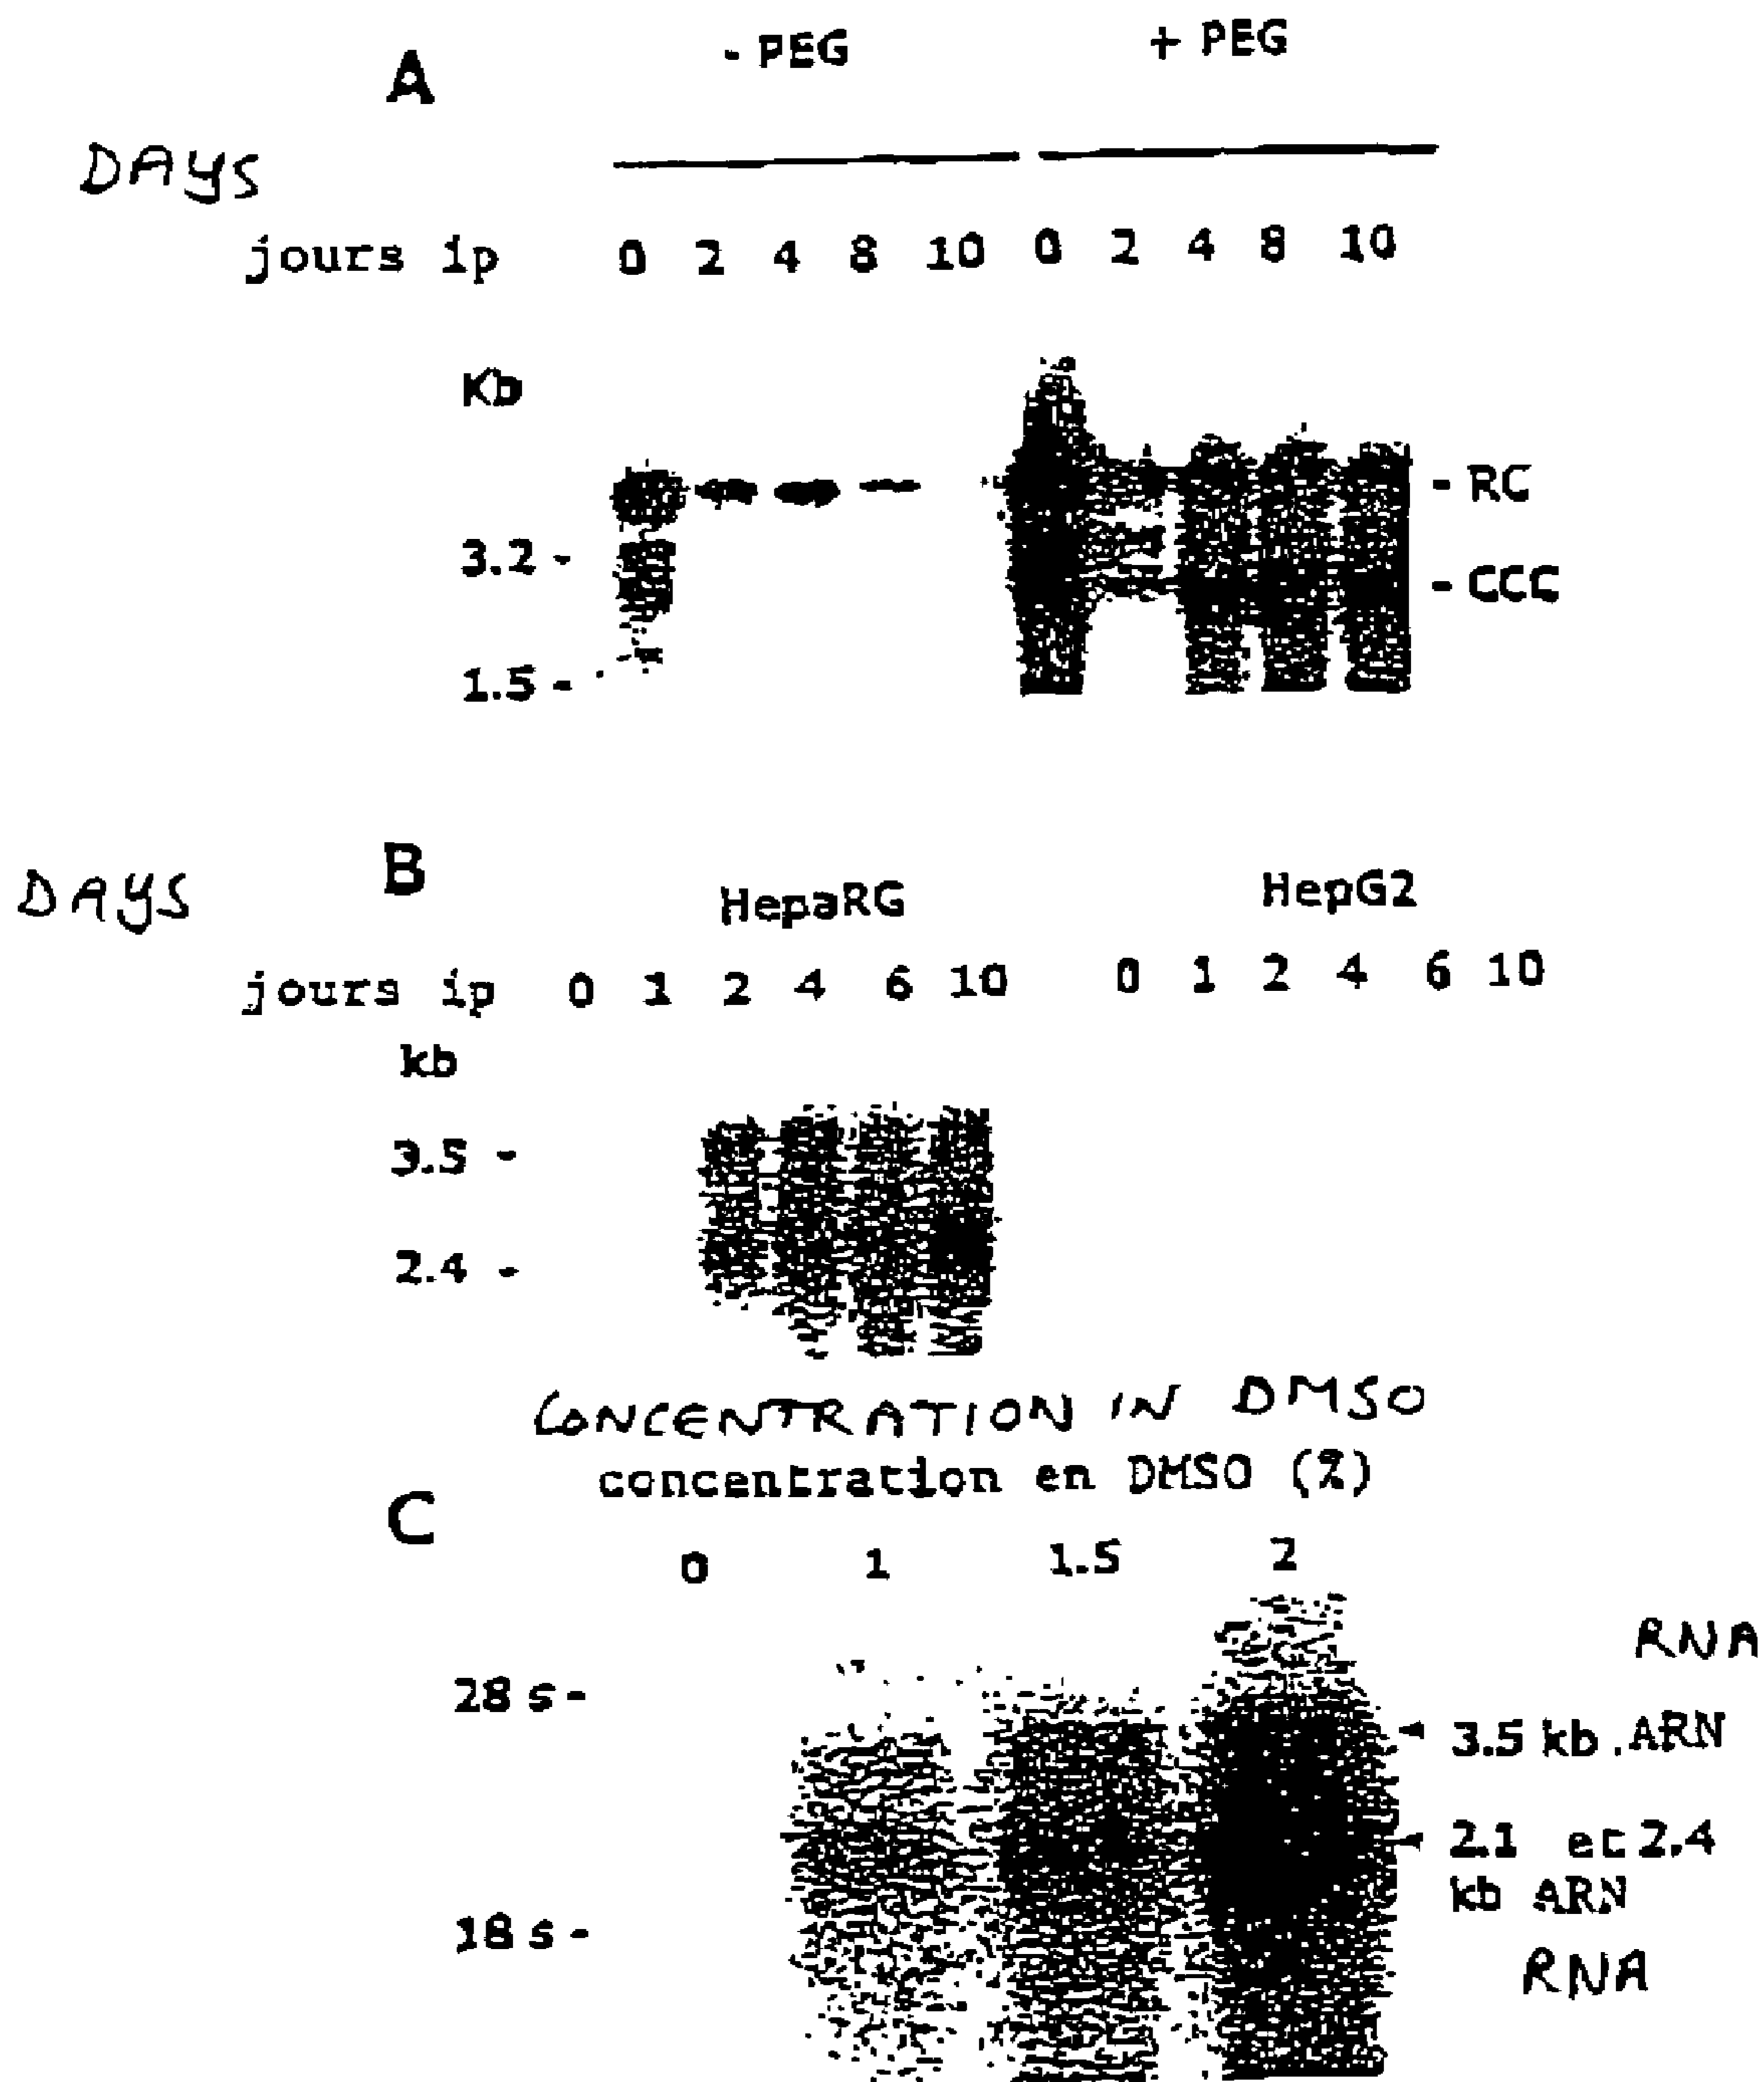 A
- PEG + PEG
DAYS
jours ip 0 2 4 8 10 0 2 4 8 10
Kb
- RC
3.2 -
- CCC
1.5 -
B
DAYS
HepaRG HepG2
jours ip 0 1 2 4 6 10 0 1 2 4 6 10
kb
3.5 -
2.4 -
CONCENTRATION IN DMSO
concentration en DMSO (%)
C
0 1 1.5 2
RNA
28 s -
3.5 kb . ARN
2.1 et 2.4
kb ARN
18 s -
RNA